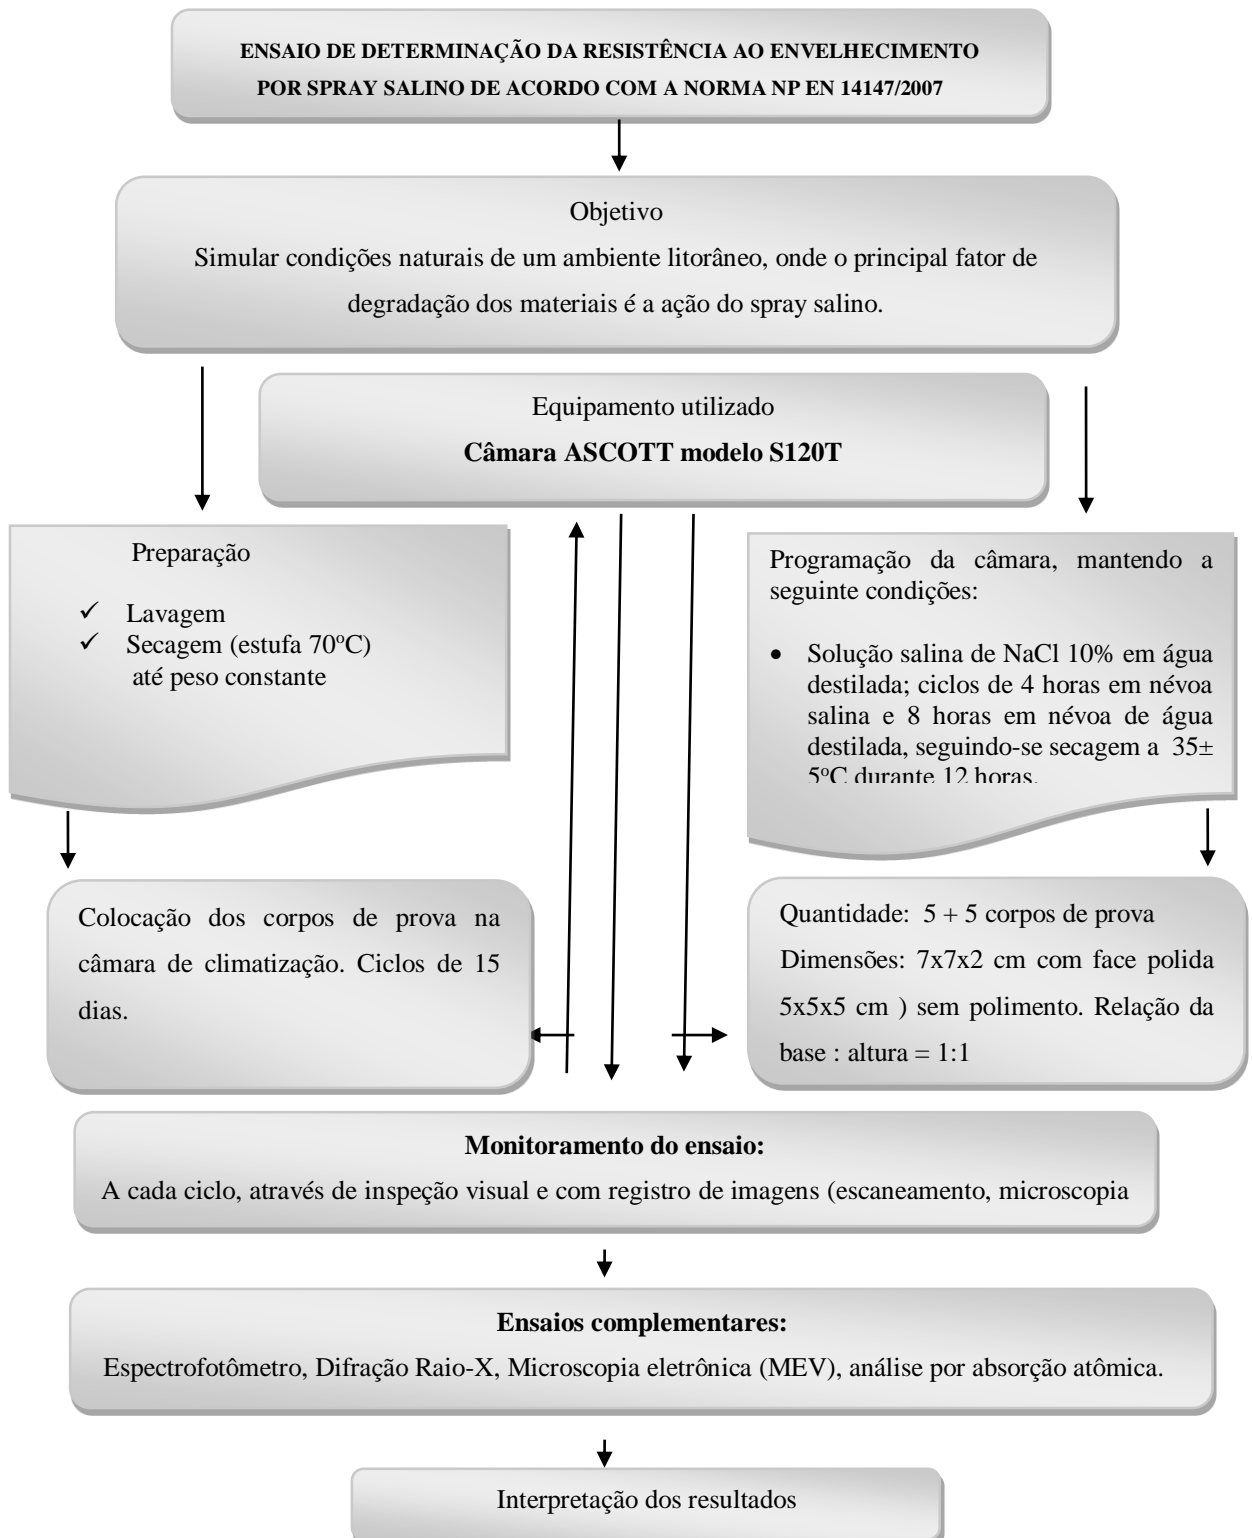 ENSAIO DE DETERMINAÇÃO DA RESISTÊNCIA AO ENVELHECIMENTO
POR SPRAY SALINO DE ACORDO COM A NORMA NP EN 14147/2007
Objetivo
Simular condições naturais de um ambiente litorâneo, onde o principal fator de
degradação dos materiais é a ação do spray salino.
Equipamento utilizado
Câmara ASCOTT modelo S120T
Preparação
✓ Lavagem
✓ Secagem (estufa 70ºC)
até peso constante
Programação da câmara, mantendo a
seguinte condições:
• Solução salina de NaCl 10% em água
destilada; ciclos de 4 horas em névoa
salina e 8 horas em névoa de água
destilada, seguindo-se secagem a 35±
5ºC durante 12 horas.
Colocação dos corpos de prova na
câmara de climatização. Ciclos de 15
dias.
Quantidade: 5 + 5 corpos de prova
Dimensões: 7x7x2 cm com face polida
5x5x5 cm ) sem polimento. Relação da
base : altura = 1:1
Monitoramento do ensaio:
A cada ciclo, através de inspeção visual e com registro de imagens (escaneamento, microscopia
Ensaios complementares:
Espectrofotômetro, Difração Raio-X, Microscopia eletrônica (MEV), análise por absorção atômica.
Interpretação dos resultados